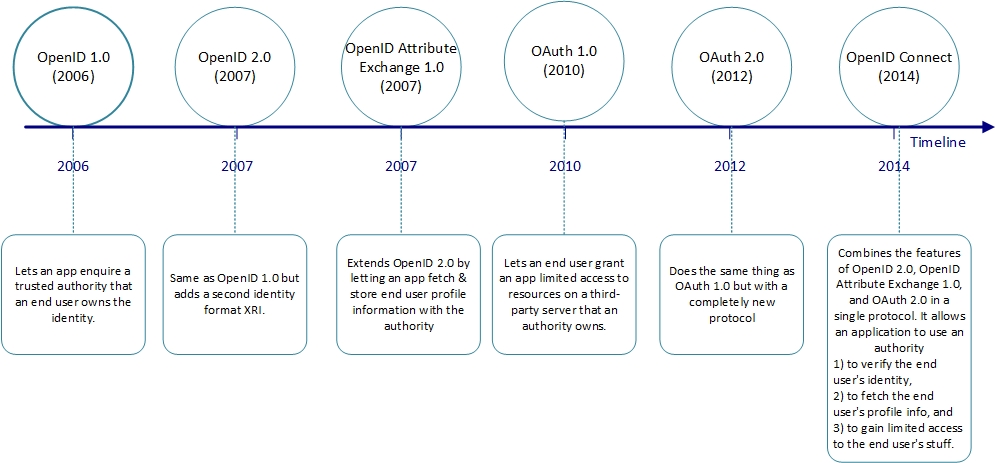 OpenID 1.0
(2006)
OpenID 2.0
(2007)
OpenID Attribute
Exchange 1.0
(2007)
OAuth 1.0
(2010)
OAuth 2.0
(2012)
OpenID Connect
(2014)
Timeline
2006
2007
2007
2010
2012
2014
Lets an app enquire a
trusted authority that
an end user owns the
identity.
Same as OpenID 1.0 but
adds a second identity
format XRI.
Extends OpenID 2.0 by
letting an app fetch &
store end user profile
information with the
authority
Lets an end user grant
an app limited access to
resources on a third-
party server that an
authority owns.
Does the same thing as
OAuth 1.0 but with a
completely new
protocol
Combines the features
of OpenID 2.0, OpenID
Attribute Exchange 1.0,
and OAuth 2.0 in a
single protocol. It allows
an application to use an
authority
1) to verify the end
user's identity,
2) to fetch the end
user's profile info, and
3) to gain limited access
to the end user's stuff.